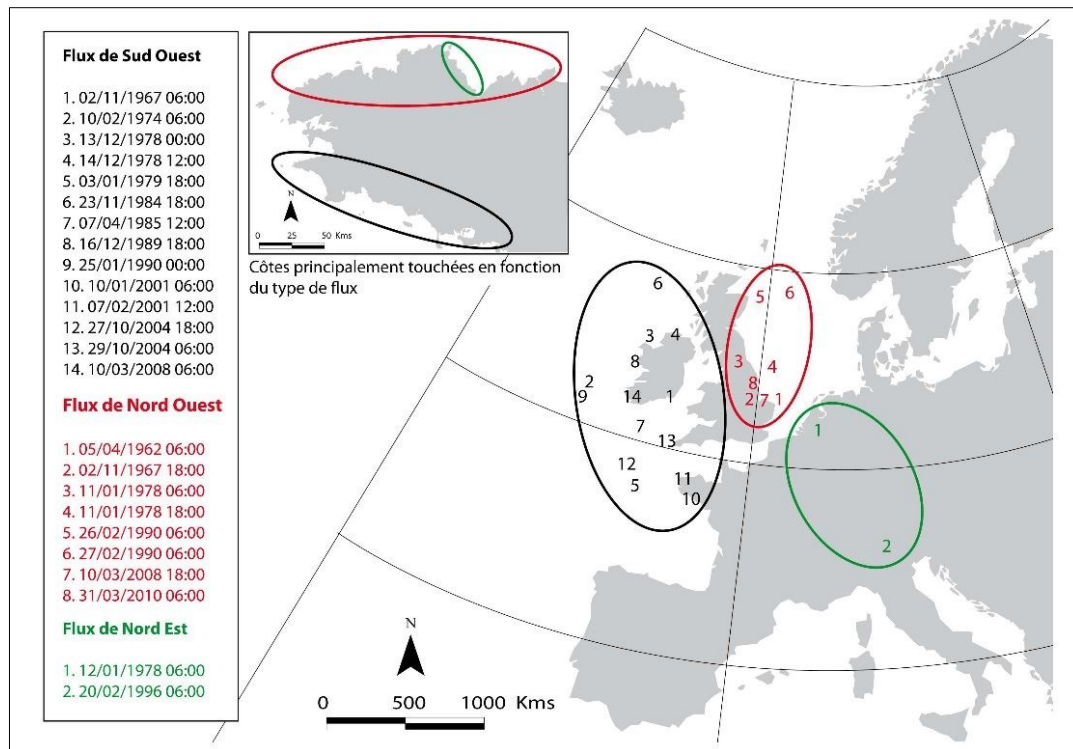 Flux de Sud Ouest
1. 02/11/1967 06:00
2. 10/02/1974 06:00
3. 13/12/1978 00:00
4. 14/12/1978 12:00
5. 03/01/1979 18:00
6. 23/11/1984 18:00
7. 07/04/1985 12:00
8. 16/12/1989 18:00
9. 25/01/1990 00:00
10. 10/01/2001 06:00
11. 07/02/2001 12:00
12. 27/10/2004 18:00
13. 29/10/2004 06:00
14. 10/03/2008 06:00
Flux de Nord Ouest
1. 05/04/1962 06:00
2. 02/11/1967 18:00
3. 11/01/1978 06:00
4. 11/01/1978 18:00
5. 26/02/1990 06:00
6. 27/02/1990 06:00
7. 10/03/2008 18:00
8. 31/03/2010 06:00
Flux de Nord Est
1. 12/01/1978 06:00
2. 20/02/1996 06:00
N
0 25 50 Kms
Côtes principalement touchées en fonction
du type de flux
6
3 4
8
2
9 14 1
7
13
12
5 11
10
5 6
3
4
8
2 7 1
1
2
N
0 500 1000 Kms